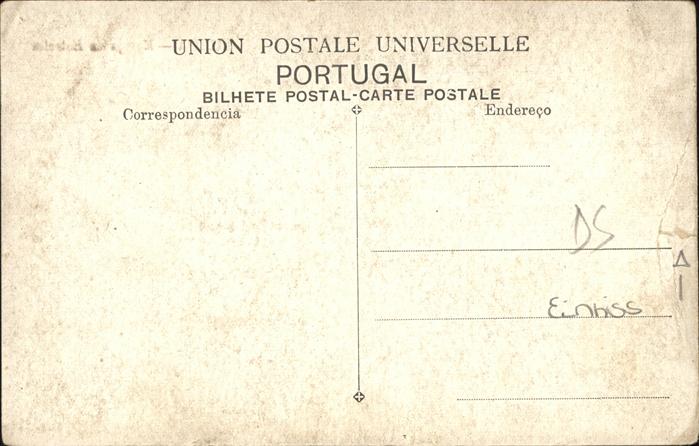 UNION POSTALE UNIVERSELLE
PORTUGAL
BILHETE POSTAL-CARTE POSTALE
Correspondencia
Endereço
DS
Einriss